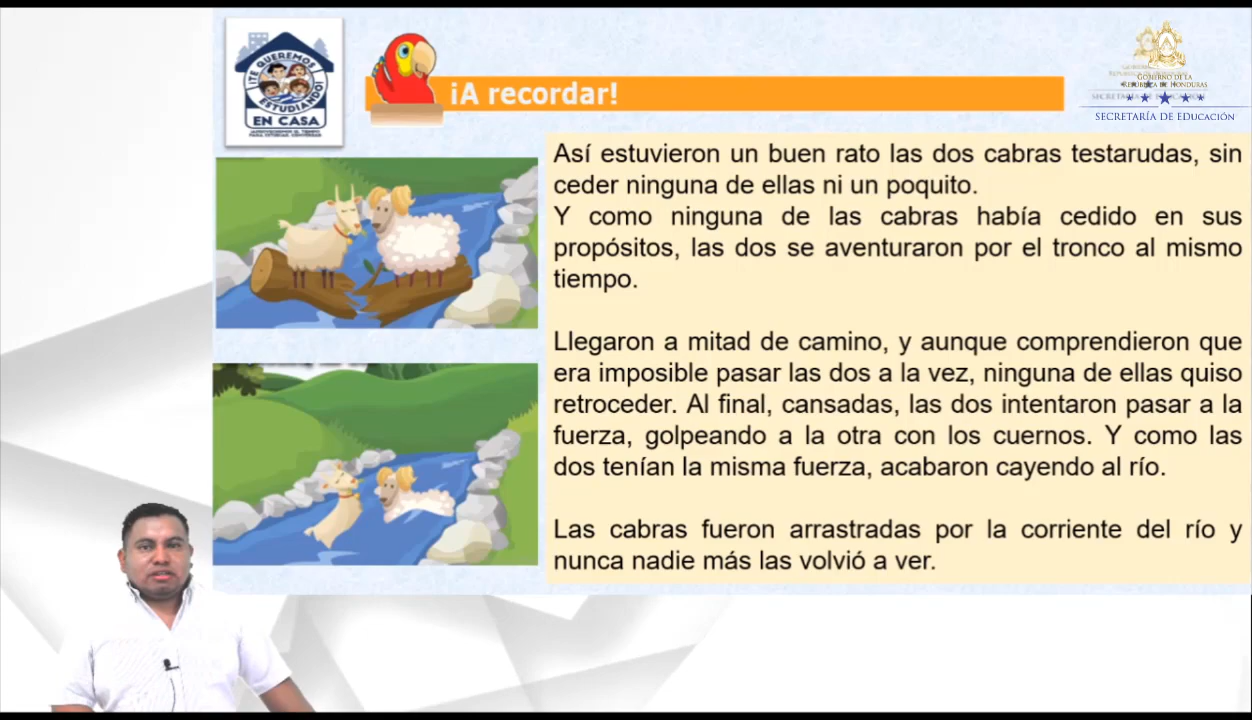 ¡TE QUEREMOS
ESTUDIANDO!
EN CASA
¡A recordar!
GOBIERNO DE LA
REPÚBLICA DE HONDURAS
SECRETARÍA DE EDUCACIÓN
Así estuvieron un buen rato las dos cabras testarudas, sin
ceder ninguna de ellas ni un poquito.
Y como ninguna de las cabras había cedido en sus
propósitos, las dos se aventuraron por el tronco al mismo
tiempo.
Llegaron a mitad de camino, y aunque comprendieron que
era imposible pasar las dos a la vez, ninguna de ellas quiso
retroceder. Al final, cansadas, las dos intentaron pasar a la
fuerza, golpeando a la otra con los cuernos. Y como las
dos tenían la misma fuerza, acabaron cayendo al río.
Las cabras fueron arrastradas por la corriente del río y
nunca nadie más las volvió a ver.